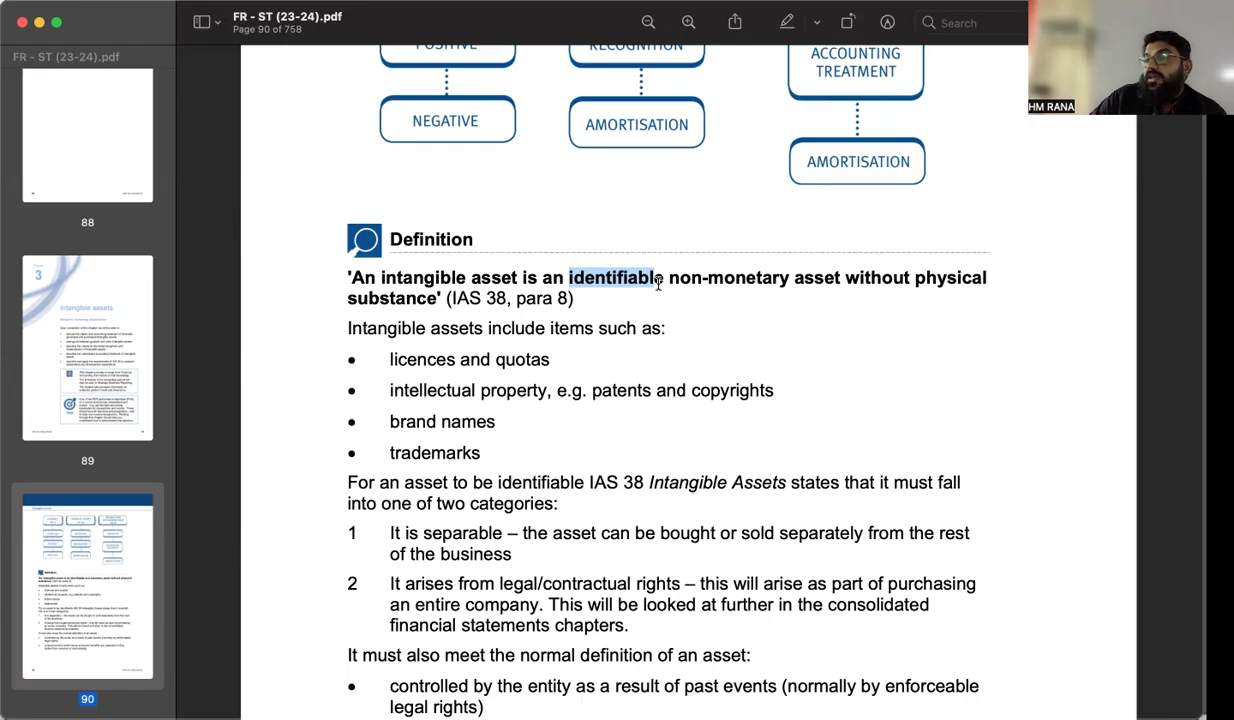 FR - ST (23-24).pdf
Page 90 of 758
Search
FR - ST (23-24).pdf
HM RANA
POSITIVE
RECOGNITION
ACCOUNTING
TREATMENT
NEGATIVE
AMORTISATION
AMORTISATION
Definition
'An intangible asset is an identifiable non-monetary asset without physical
substance' (IAS 38, para 8)
Intangible assets include items such as:
• licences and quotas
• intellectual property, e.g. patents and copyrights
• brand names
• trademarks
For an asset to be identifiable IAS 38 Intangible Assets states that it must fall
into one of two categories:
1 It is separable – the asset can be bought or sold separately from the rest
of the business
2 It arises from legal/contractual rights – this will arise as part of purchasing
an entire company. This will be looked at further in the consolidated
financial statements chapters.
It must also meet the normal definition of an asset:
• controlled by the entity as a result of past events (normally by enforceable
legal rights)
88
Chapter
3
Intangible assets
89
90